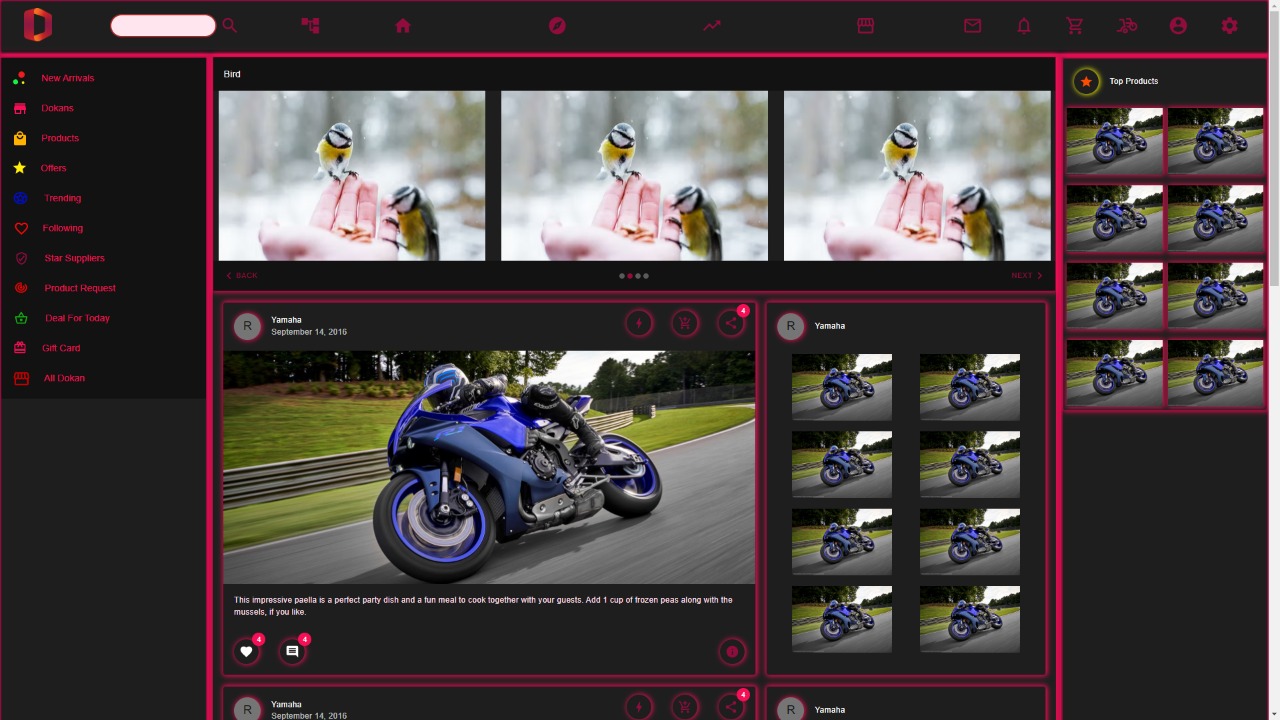 New Arrivals
Dokans
Products
Offers
Trending
Following
Star Suppliers
Product Request
Deal For Today
Gift Card
All Dokan
Bird
BACK
NEXT
R
Yamaha
September 14, 2016
4
This impressive paella is a perfect party dish and a fun meal to cook together with your guests. Add 1 cup of frozen peas along with the
mussels, if you like.
4
4
R
Yamaha
R
Yamaha
September 14, 2016
4
R
Yamaha
Top Products